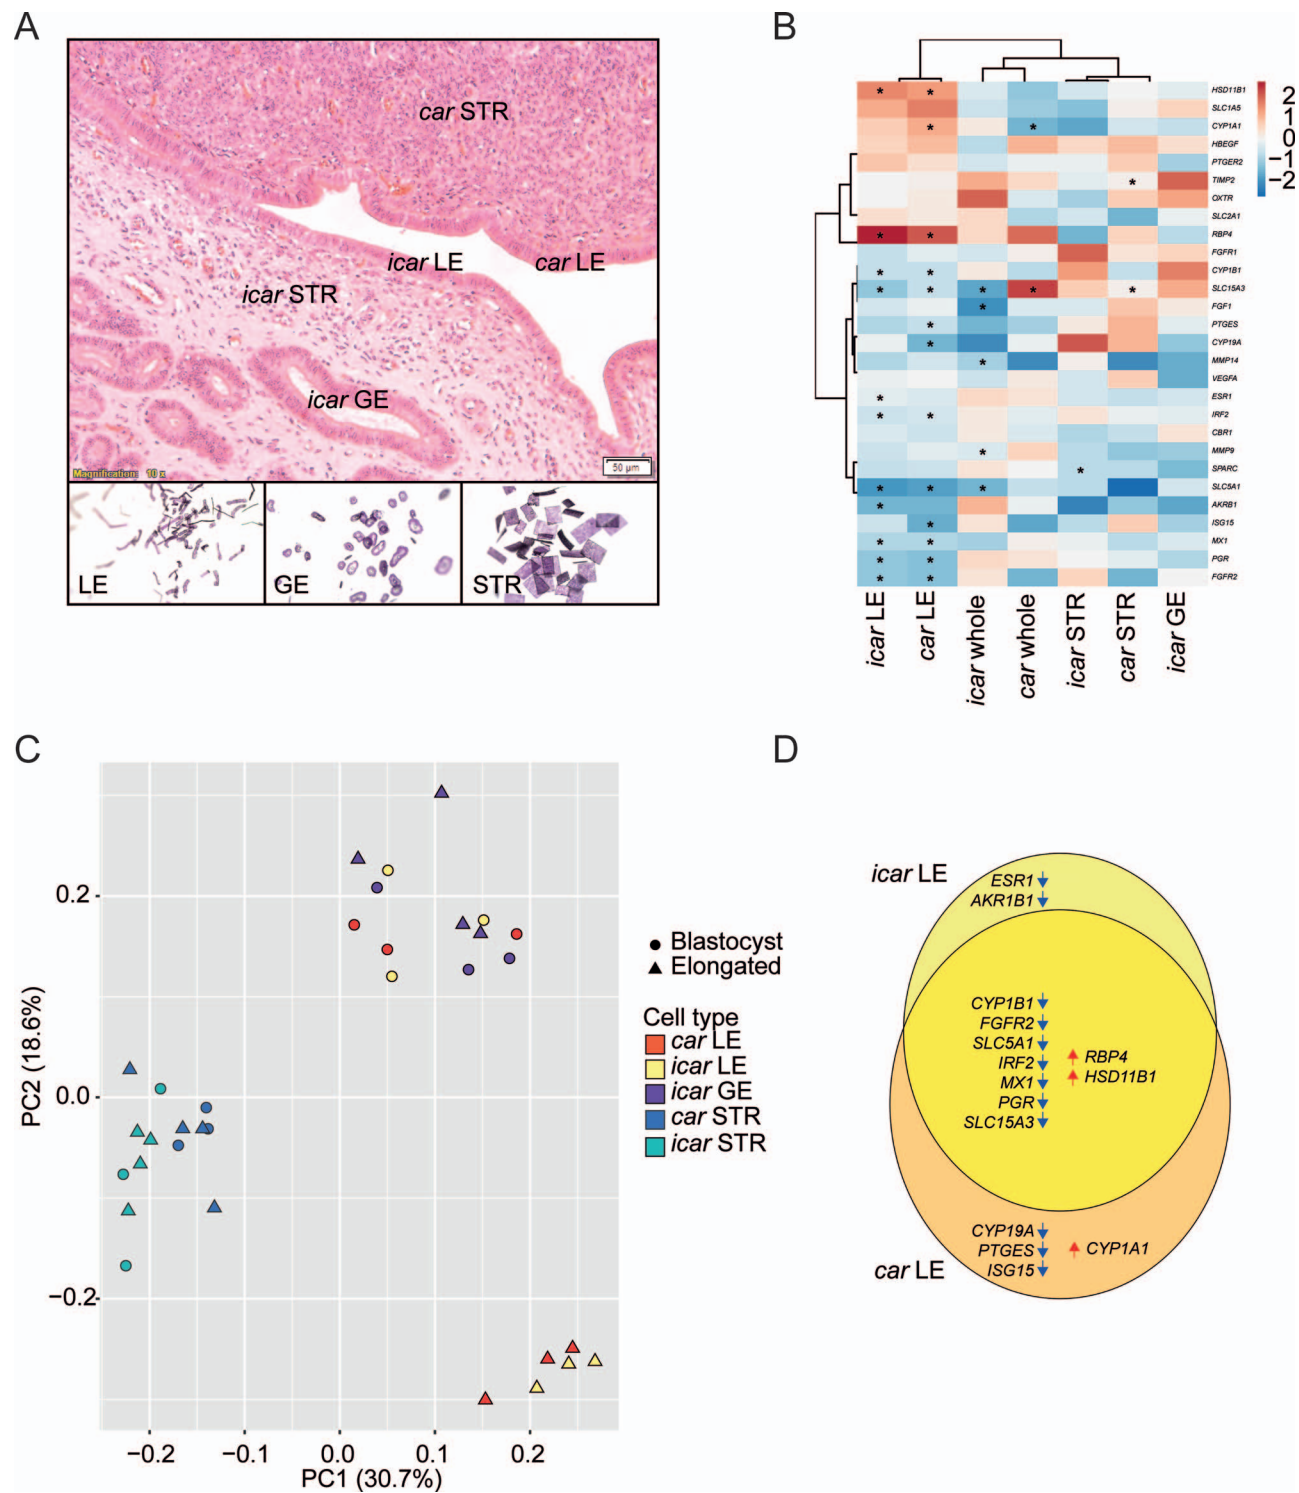 A
car STR
icar LE
car LE
icar STR
icar GE
Magnification: 10 x
50 µm
LE
GE
STR
B
HSD11B1
SLC1A5
CYP1A1
HBEGF
PTGER2
TIMP2
OXTR
SLC2A1
RBP4
FGFR1
CYP1B1
SLC15A3
FGF1
PTGES
CYP19A
MMP14
VEGFA
ESR1
IRF2
CBR1
MMP9
SPARC
SLC5A1
AKRB1
ISG15
MX1
PGR
FGFR2
2
1
0
−1
−2
icar LE
car LE
icar whole
car whole
icar STR
car STR
icar GE
C
0.2
0.0
−0.2
PC2 (18.6%)
−0.2
−0.1
0.0
0.1
0.2
PC1 (30.7%)
Blastocyst
Elongated
Cell type
car LE
icar LE
icar GE
car STR
icar STR
D
icar LE
ESR1
AKR1B1
CYP1B1
FGFR2
SLC5A1
IRF2
MX1
PGR
SLC15A3
RBP4
HSD11B1
CYP19A
PTGES
ISG15
CYP1A1
car LE